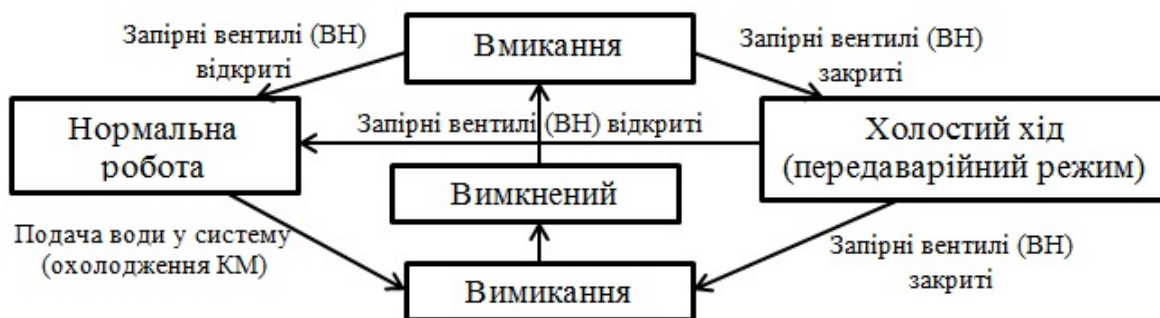 Запірні вентилі (ВН)
відкриті
Вмикання
Запірні вентилі (ВН)
закриті
Нормальна
робота
Запірні вентилі (ВН) відкриті
Холостий хід
(передаварійний режим)
Вимкнений
Подача води у систему
(охолодження КМ)
Вимикання
Запірні вентилі (ВН)
закриті